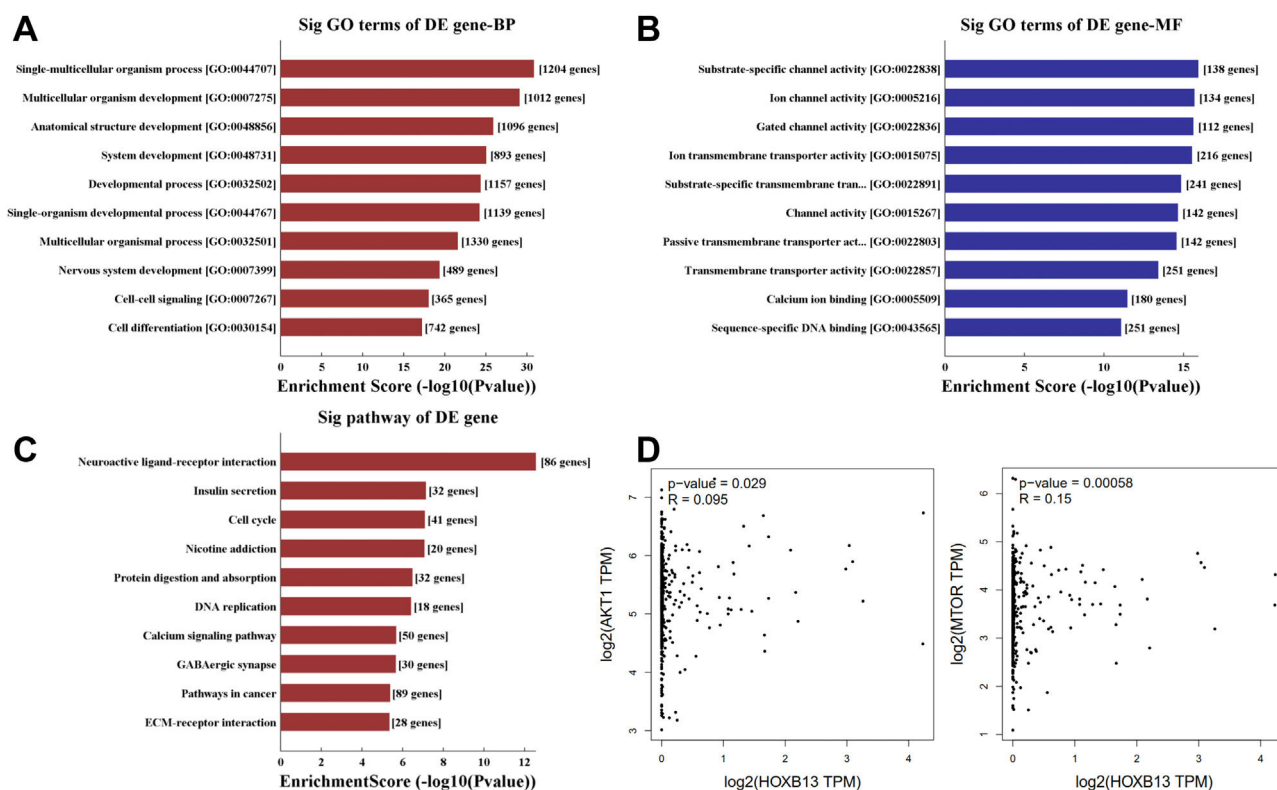 A
Sig GO terms of DE gene-BP
Single-multicellular organism process [GO:0044707] [1204 genes]
Multicellular organism development [GO:0007275] [1012 genes]
Anatomical structure development [GO:0048856] [1096 genes]
System development [GO:0048731] [893 genes]
Developmental process [GO:0032502] [1157 genes]
Single-organism developmental process [GO:0044767] [1139 genes]
Multicellular organismal process [GO:0032501] [1330 genes]
Nervous system development [GO:0007399] [489 genes]
Cell-cell signaling [GO:0007267] [365 genes]
Cell differentiation [GO:0030154] [742 genes]
0 5 10 15 20 25 30
Enrichment Score (-log10(Pvalue))
B
Sig GO terms of DE gene-MF
Substrate-specific channel activity [GO:0022838] [138 genes]
Ion channel activity [GO:0005216] [134 genes]
Gated channel activity [GO:0022836] [112 genes]
Ion transmembrane transporter activity [GO:0015075] [216 genes]
Substrate-specific transmembrane tran... [GO:0022891] [241 genes]
Channel activity [GO:0015267] [142 genes]
Passive transmembrane transporter act... [GO:0022803] [142 genes]
Transmembrane transporter activity [GO:0022857] [251 genes]
Calcium ion binding [GO:0005509] [180 genes]
Sequence-specific DNA binding [GO:0043565] [251 genes]
0 5 10 15
Enrichment Score (-log10(Pvalue))
C
Sig pathway of DE gene
Neuroactive ligand-receptor interaction [86 genes]
Insulin secretion [32 genes]
Cell cycle [41 genes]
Nicotine addiction [20 genes]
Protein digestion and absorption [32 genes]
DNA replication [18 genes]
Calcium signaling pathway [50 genes]
GABAergic synapse [30 genes]
Pathways in cancer [89 genes]
ECM-receptor interaction [28 genes]
0 2 4 6 8 10 12
EnrichmentScore (-log10(Pvalue))
D
p-value = 0.029
R = 0.095
log2(AKT1 TPM)
7
6
5
4
3
0 1 2 3 4
log2(HOXB13 TPM)
p-value = 0.00058
R = 0.15
log2(MTOR TPM)
6
5
4
3
2
1
0 1 2 3 4
log2(HOXB13 TPM)